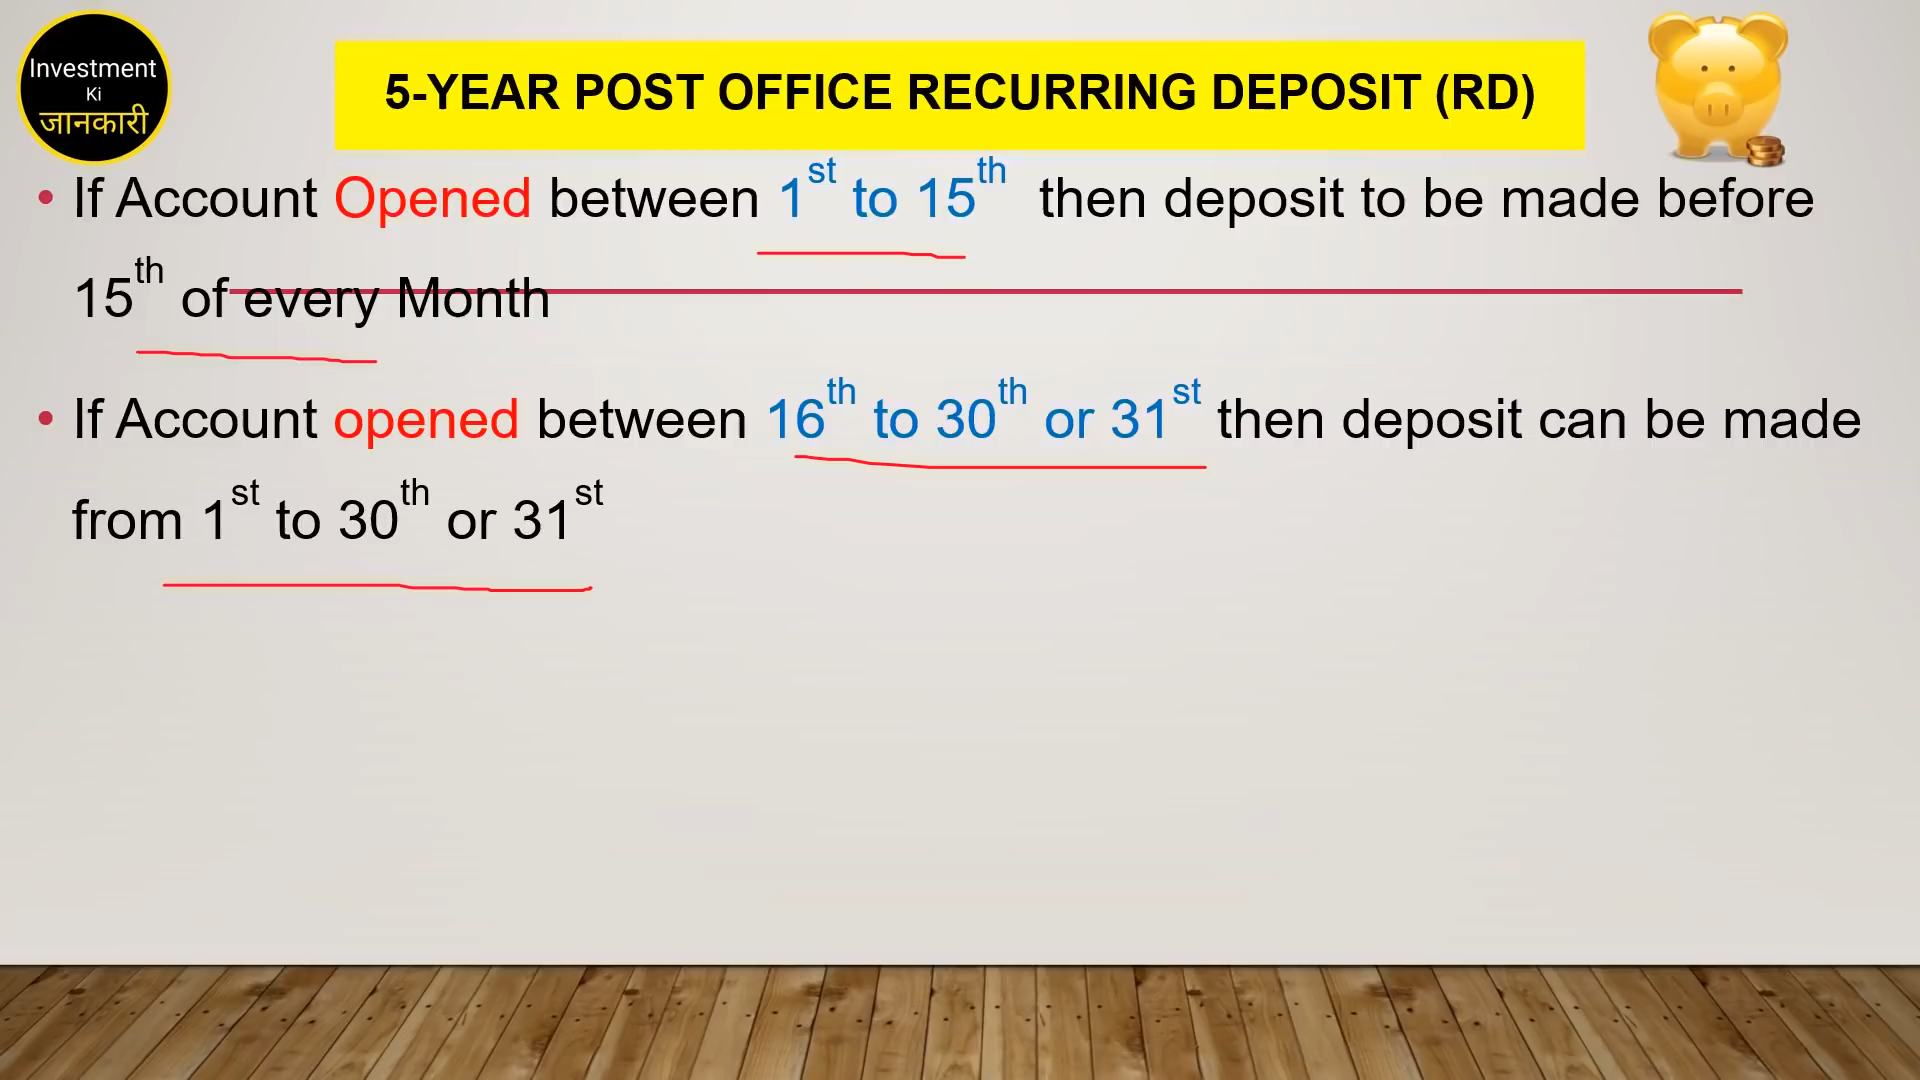 Investment
Ki
जानकारी
5-YEAR POST OFFICE RECURRING DEPOSIT (RD)
• If Account Opened between 1st to 15th then deposit to be made before
15th of every Month
• If Account opened between 16th to 30th or 31st then deposit can be made
from 1st to 30th or 31st